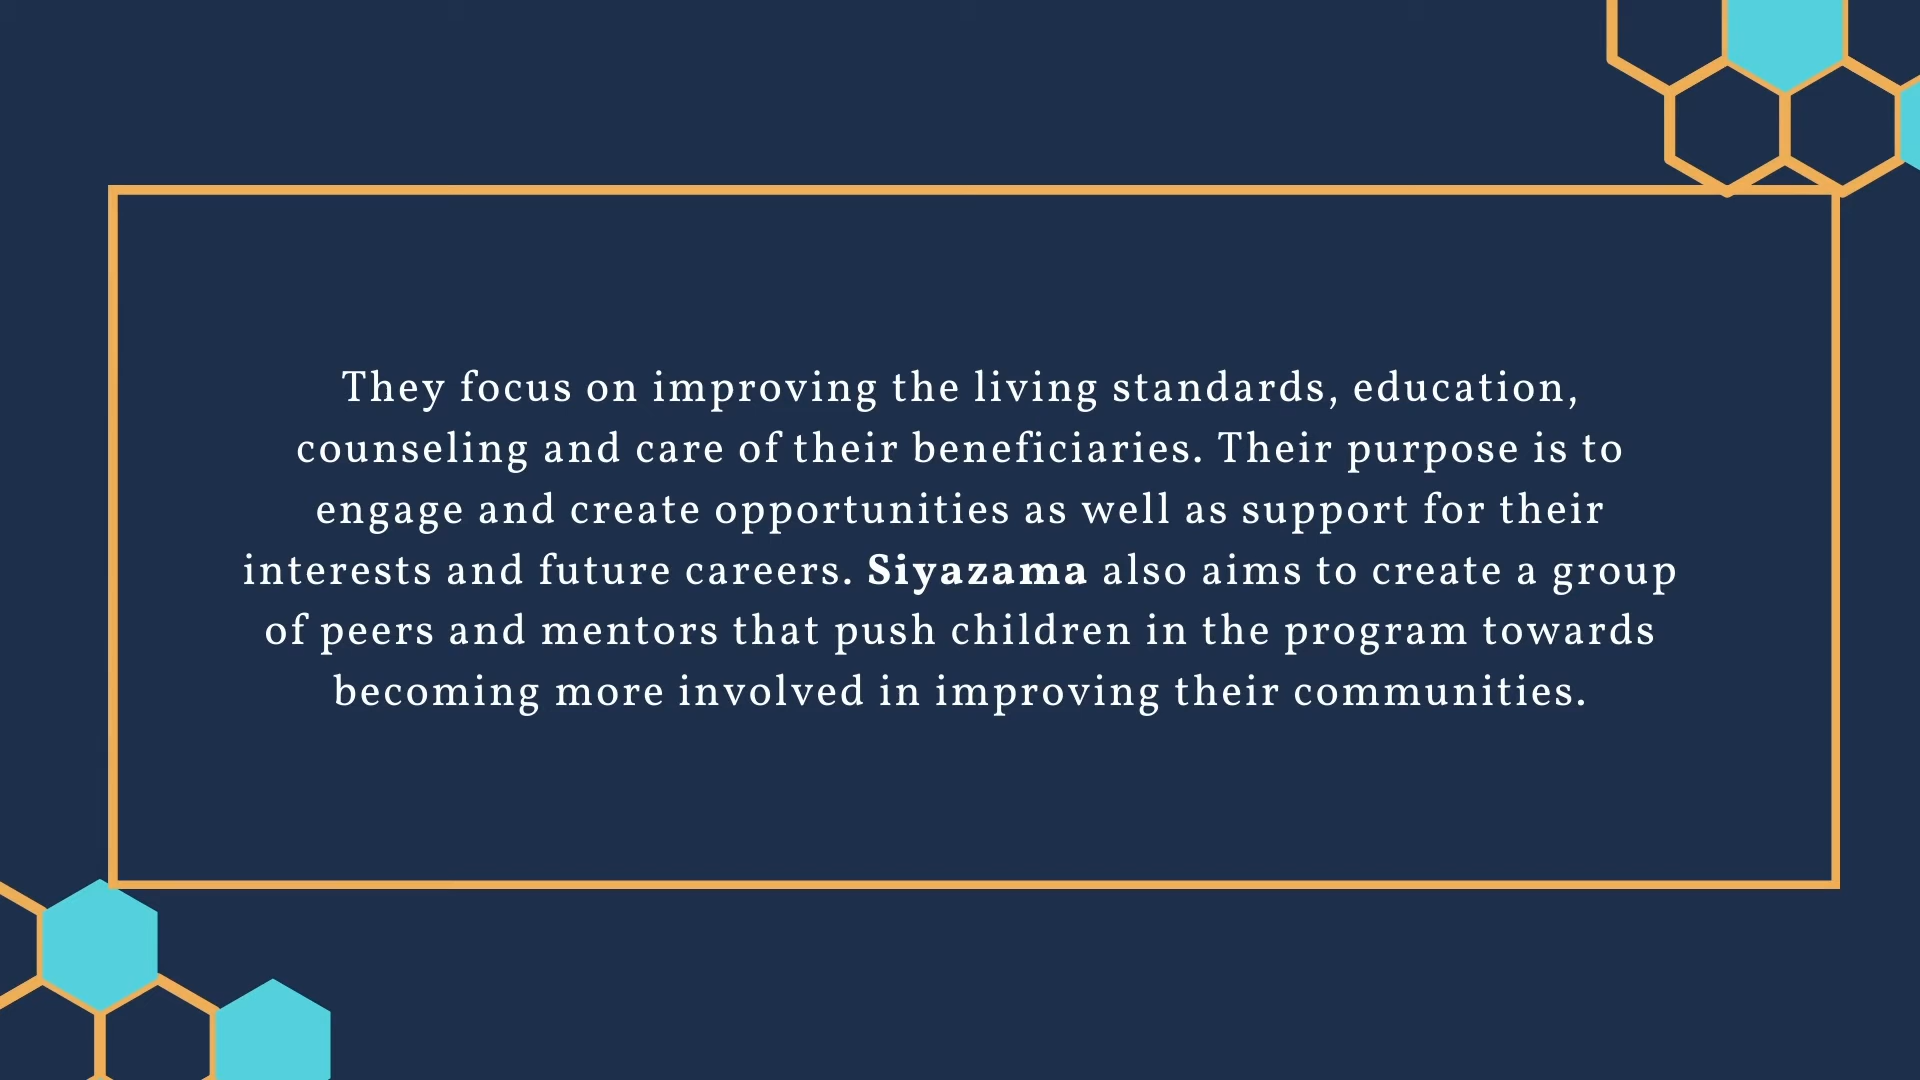 They focus on improving the living standards, education,
counseling and care of their beneficiaries. Their purpose is to
engage and create opportunities as well as support for their
interests and future careers. Siyazama also aims to create a group
of peers and mentors that push children in the program towards
becoming more involved in improving their communities.